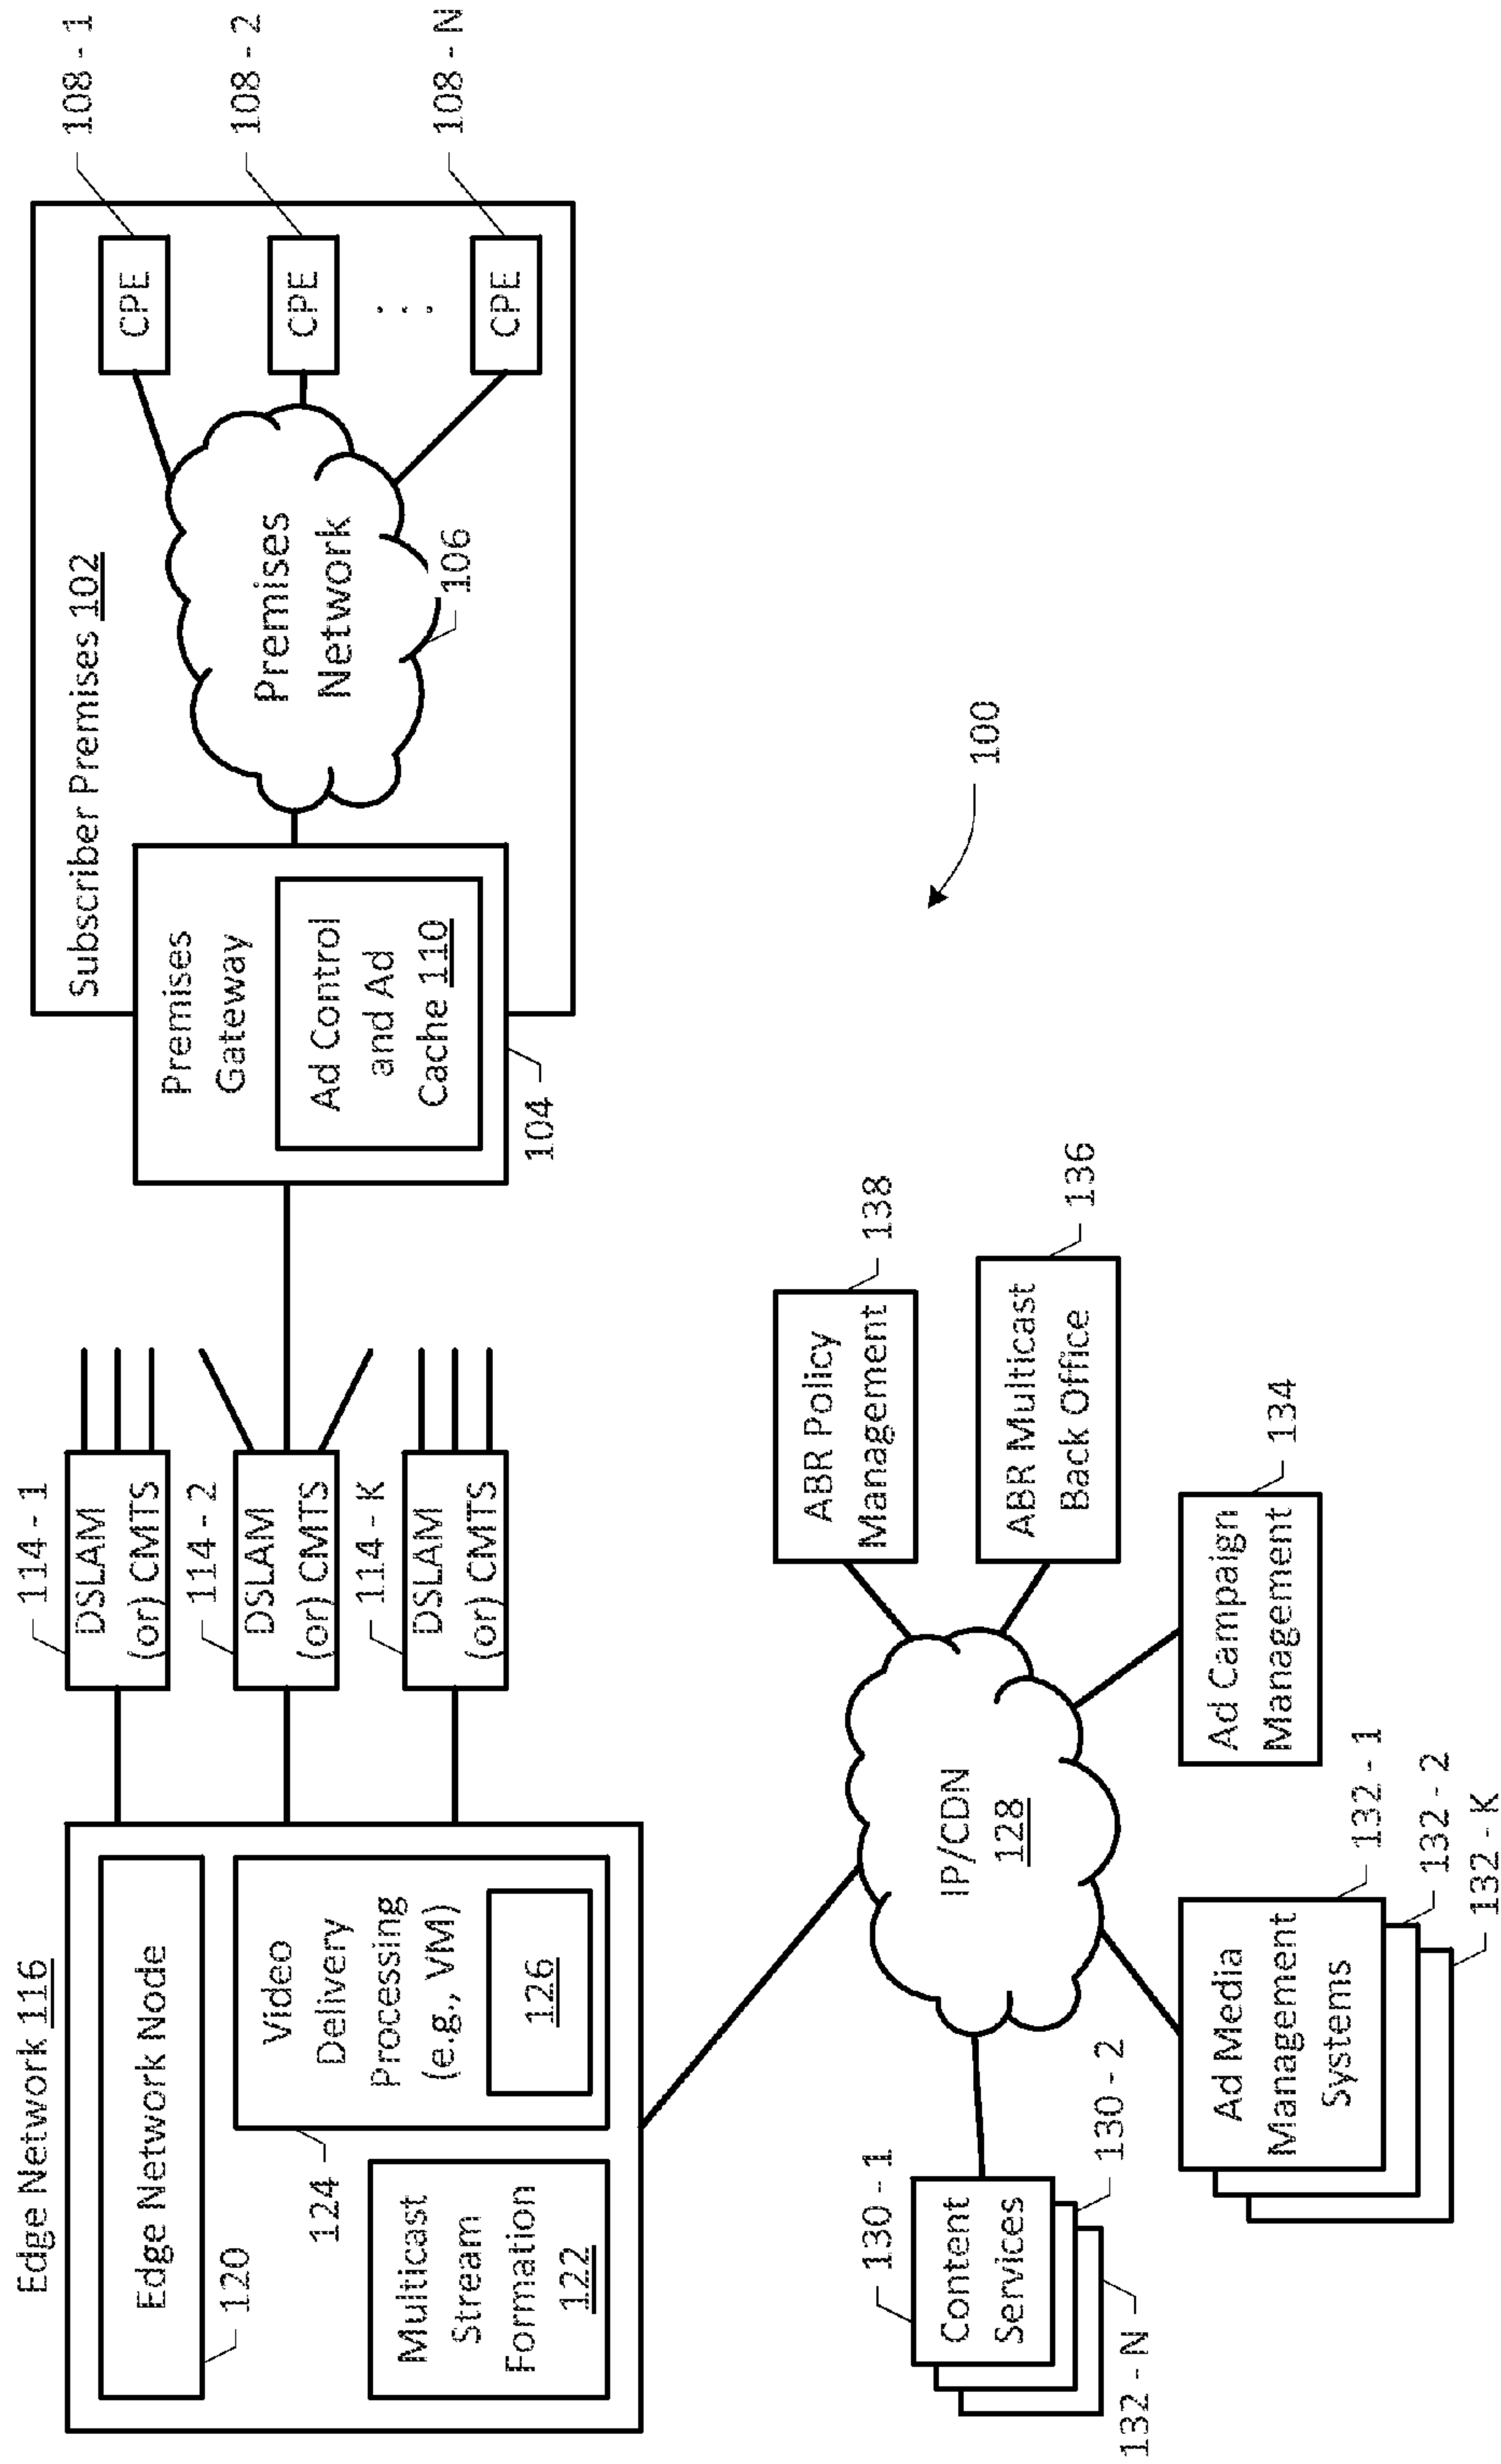 Edge Network 116
Edge Network Node
120
Multicast
Stream
Formation
122
124
Video
Delivery
Processing
(e.g., VM)
126
114 - 1
DSLAM
(or) CMTS
114 - 2
DSLAM
(or) CMTS
114 - K
DSLAM
(or) CMTS
Premises
Gateway
Ad Control
and Ad
Cache 110
104
Subscriber Premises 102
Premises
Network
106
CPE
108 - 1
CPE
108 - 2
CPE
108 - N
100
130 - 1
Content
Services
130 - 2
132 - N
IP/CDN
128
Ad Media
Management
Systems
132 - 1
132 - 2
132 - K
Ad Campaign
Management
134
ABR Multicast
Back Office
136
ABR Policy
Management
138